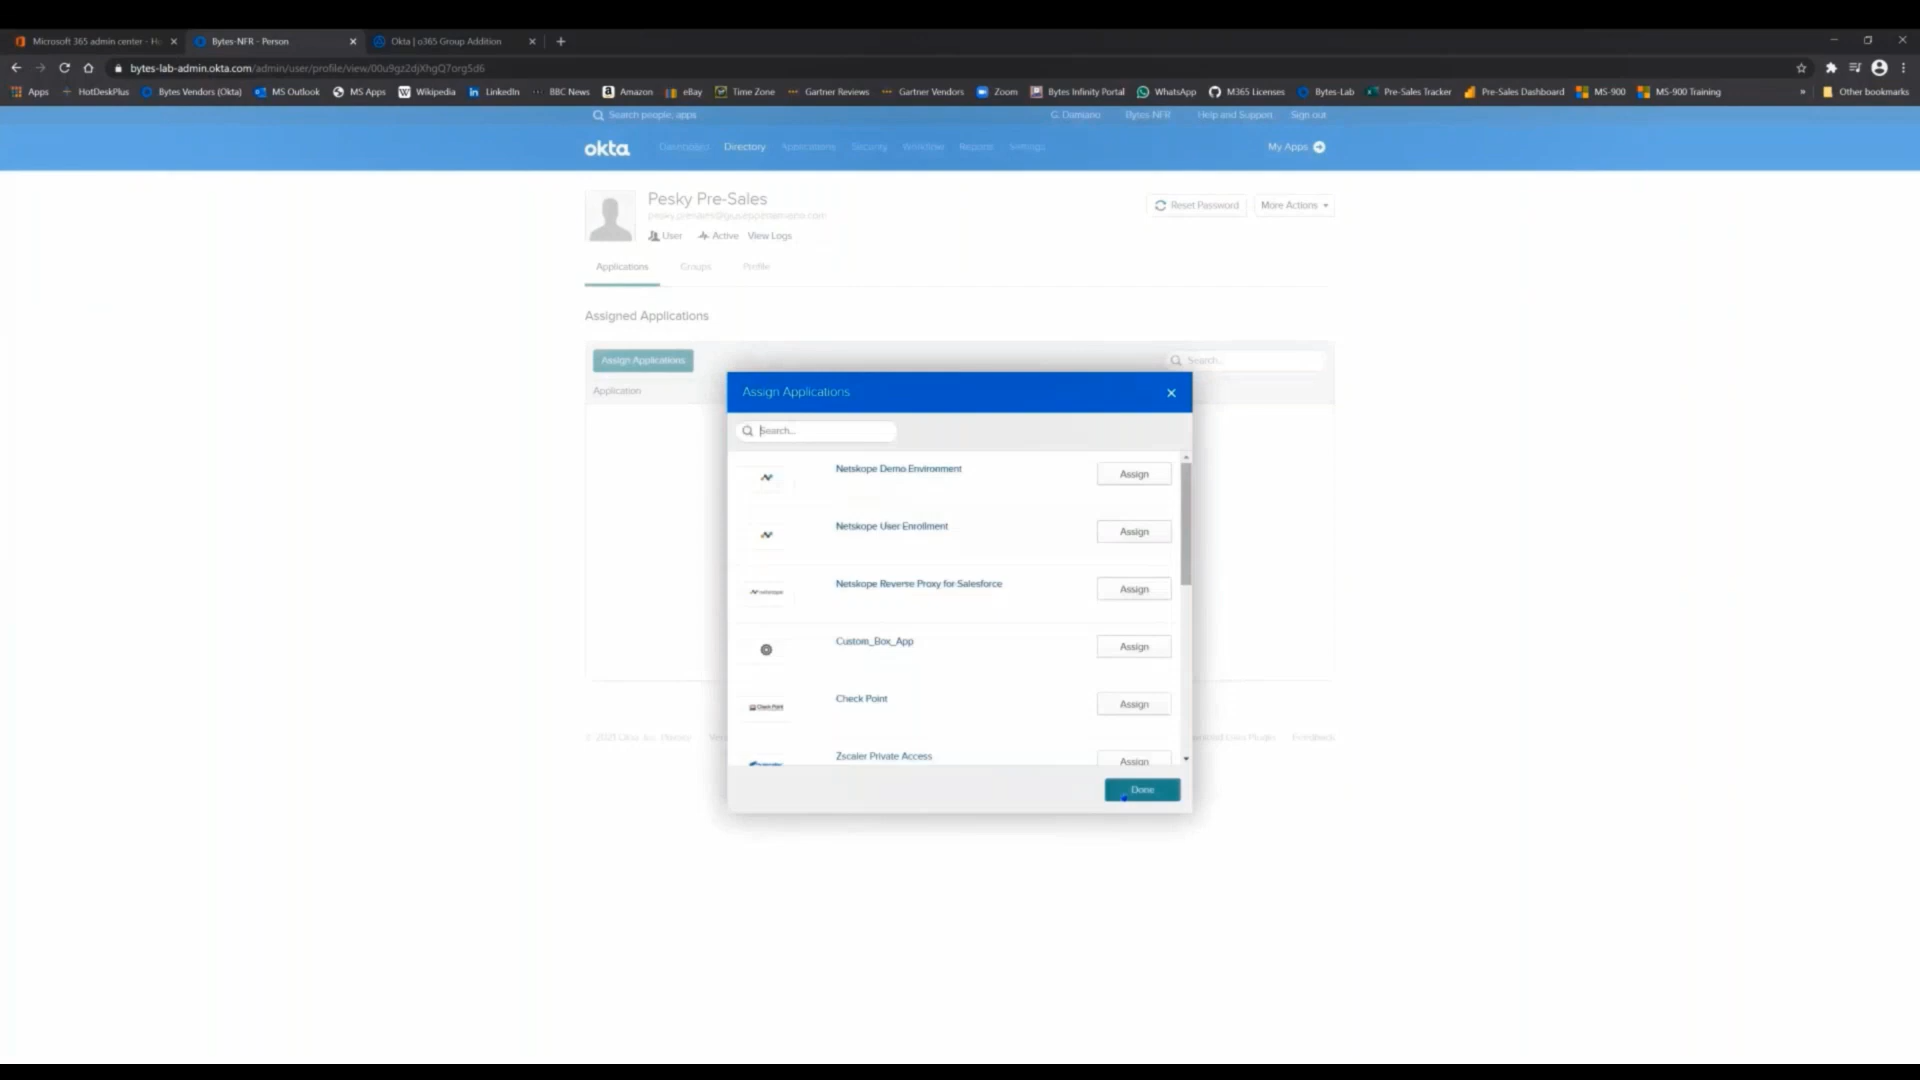 Microsoft 365 admin center - Ho
Bytes-NFR - Person
Okta | o365 Group Addition
bytes-lab-admin.okta.com/admin/user/profile/view/00u9gz2djXhgQ7orgSd6
Apps HotDeskPlus Bytes Vendors (Okta) MS Outlook MS Apps Wikipedia LinkedIn BBC News Amazon eBay Time Zone Gartner Reviews Gartner Vendors Zoom Bytes Infinity Portal WhatsApp M365 Licenses Bytes-Lab Pre-Sales Tracker Pre-Sales Dashboard MS-900 MS-900 Training » Other bookmarks
Search people, apps G. Damiano Bytes NFR Help and Support Sign out
okta Dashboard Directory Applications Security Workflow Reports Settings My Apps
Pesky Pre-Sales
Reset Password More Actions
User Active View Logs
Applications Groups Profile
Assigned Applications
Assign Applications Search...
Application
Assign Applications
Search...
Netskope Demo Environment Assign
Netskope User Enrollment Assign
netskope Netskope Reverse Proxy for Salesforce Assign
Custom_Box_App Assign
Check Point Check Point Assign
Zscaler Private Access Assign
Done
© 2021 Okta, Inc. Privacy Okta Plugin Feedback